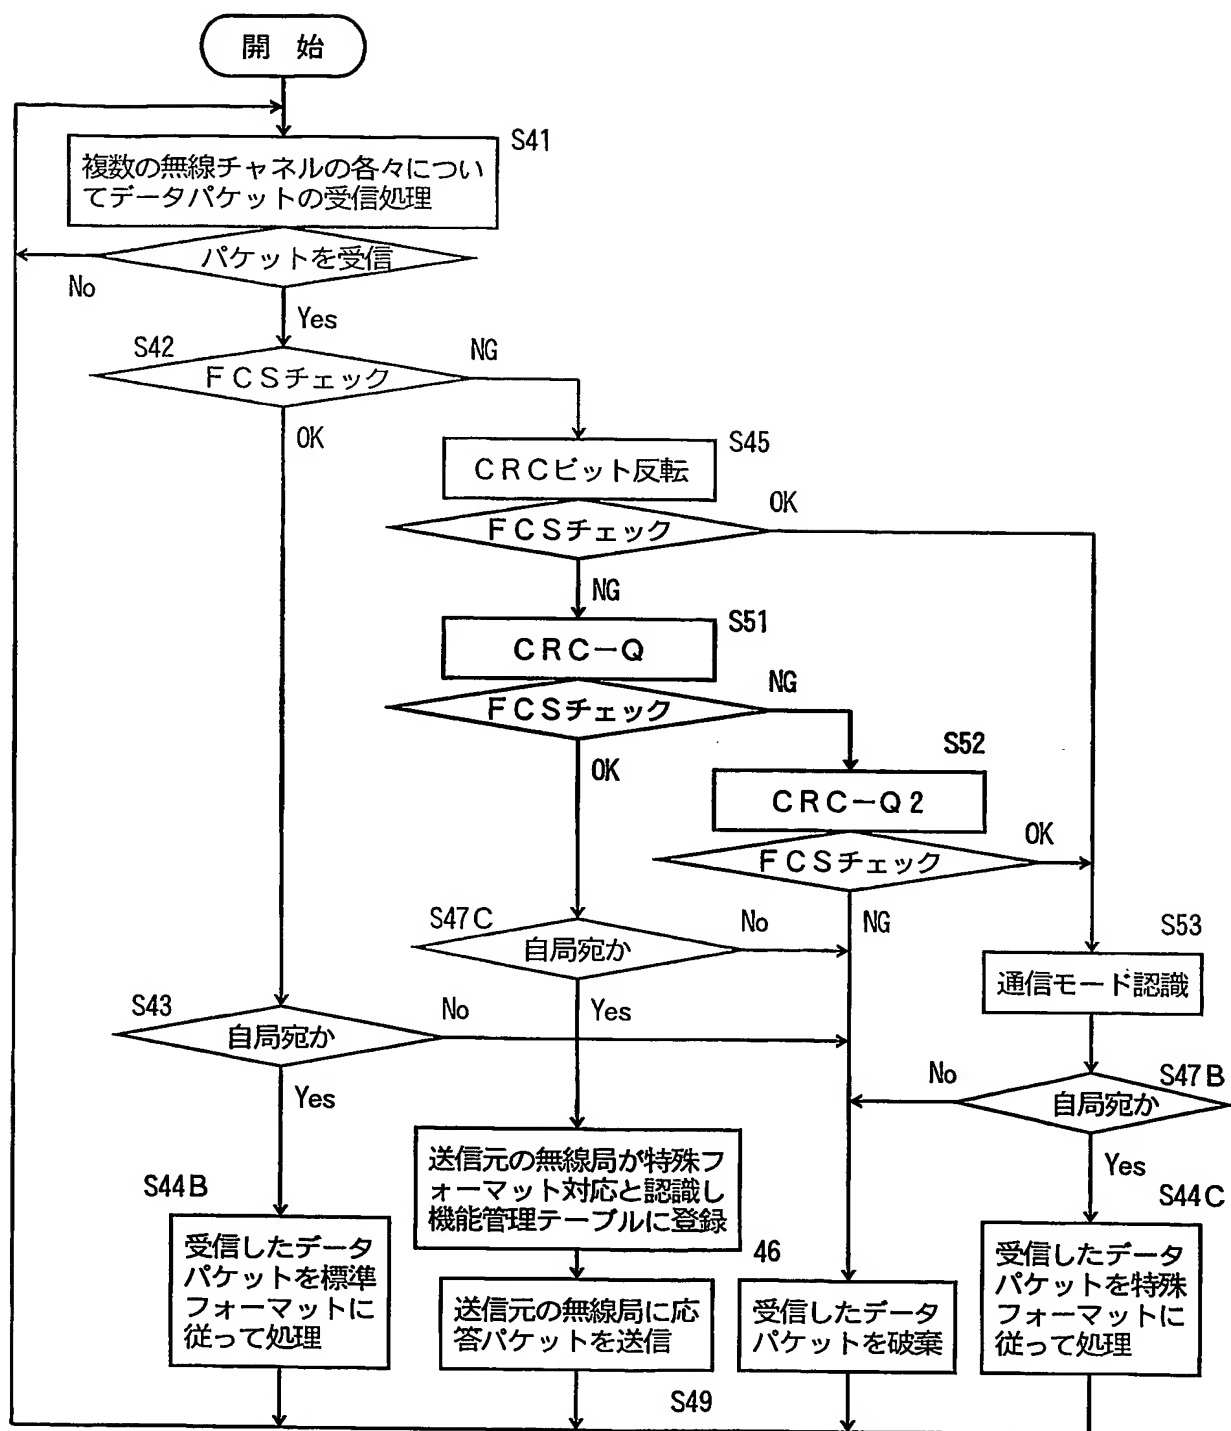 開 始
S41
複数の無線チャネルの各々につい
てデータパケットの受信処理
パケットを受信
No
Yes
S42
NG
FCSチェック
OK
S45
CRCビット反転
OK
FCSチェック
NG
S51
CRC－Q
NG
FCSチェック
OK
S52
CRC－Q2
OK
FCSチェック
NG
S47C
No
自局宛か
Yes
S53
通信モード認識
S43
No
自局宛か
Yes
No
S47B
自局宛か
Yes
送信元の無線局が特殊フ
ォーマット対応と認識し
機能管理テーブルに登録
S44B
受信したデータ
パケットを標準
フォーマットに
従って処理
送信元の無線局に応
答パケットを送信
S49
46
受信したデータ
パケットを破棄
S44C
受信したデータ
パケットを特殊
フォーマットに
従って処理